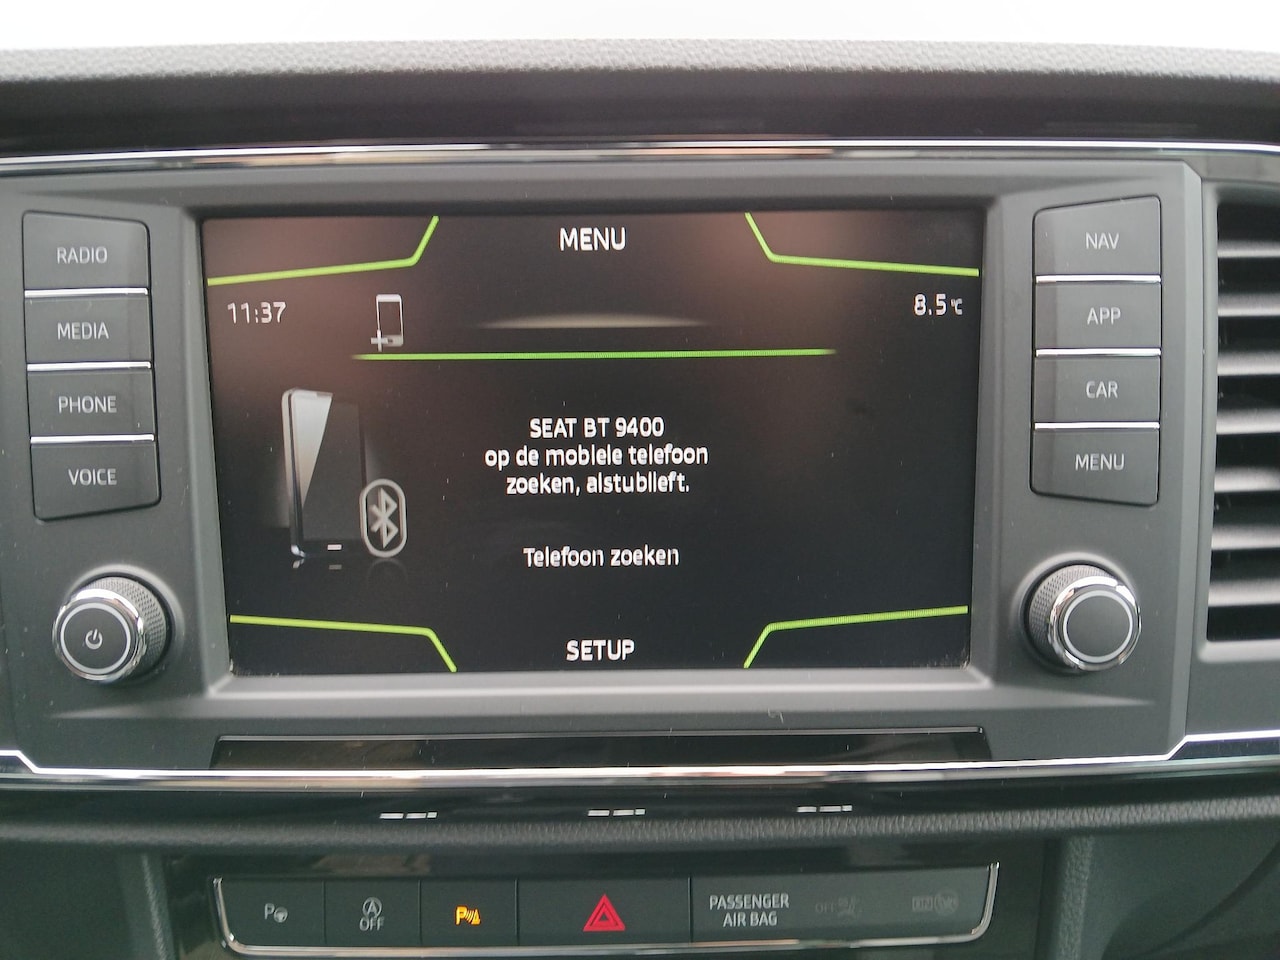 MENU
11:37
8.5°C
SEAT BT 9400
op de mobiele telefoon
zoeken, alstublieft.
Telefoon zoeken
SETUP
RADIO
MEDIA
PHONE
VOICE
NAV
APP
CAR
MENU
P
A
OFF
P
PASSENGER
AIR BAG
OFF